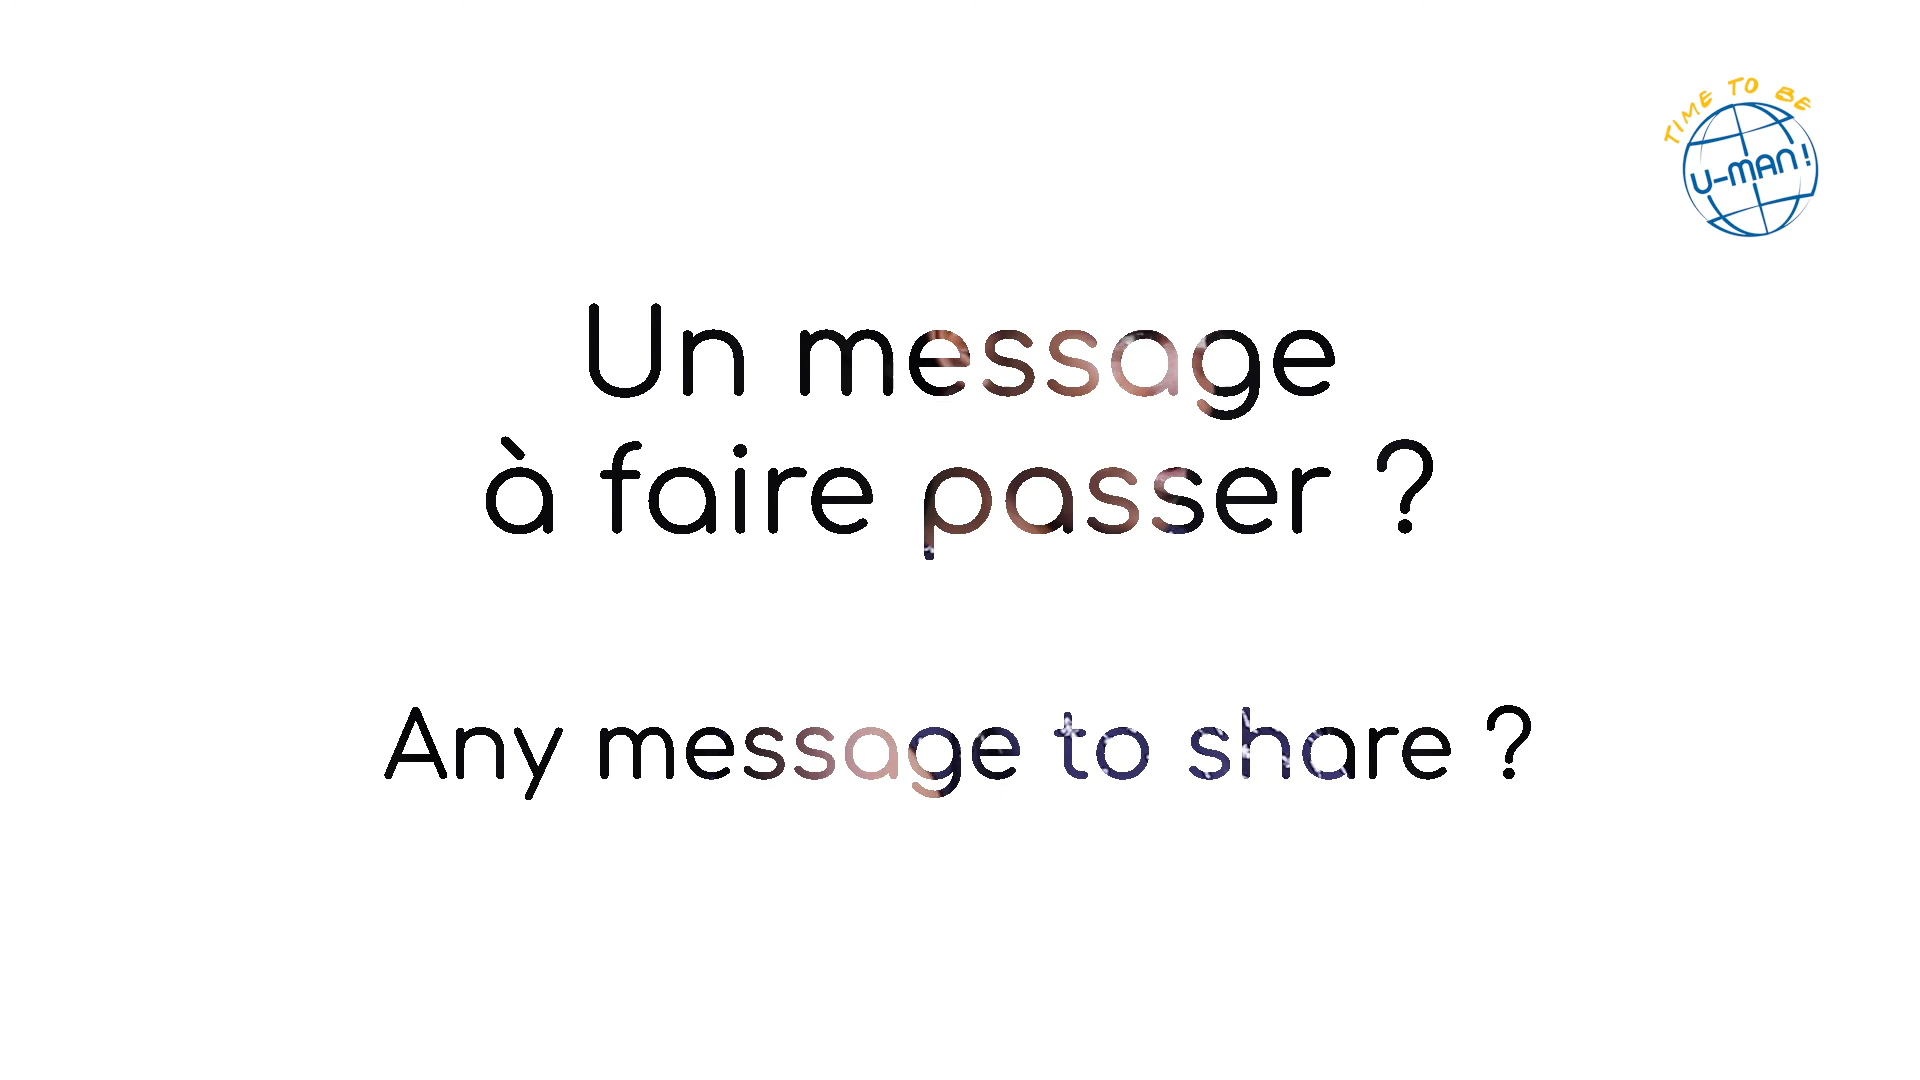 TIME TO BE
U-MAN!
Un message
à faire passer ?
Any message to share ?